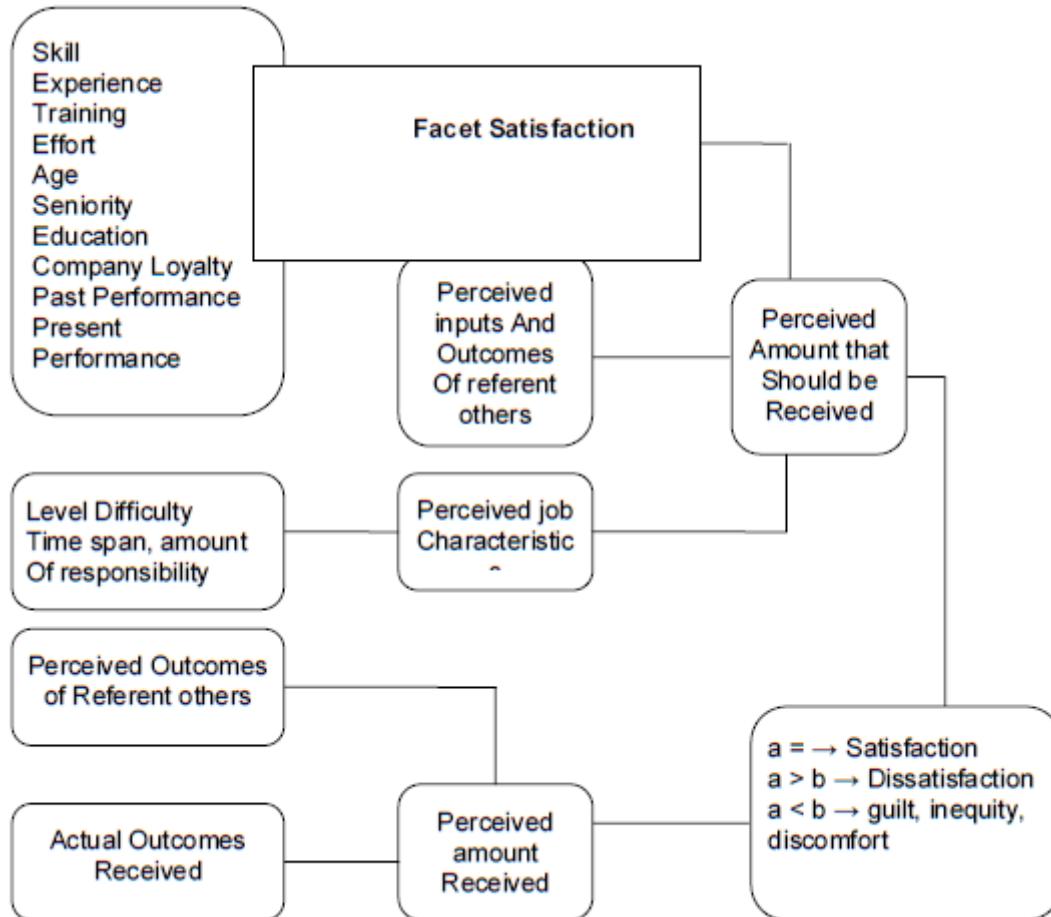 Skill
Experience
Training
Effort
Age
Seniority
Education
Company Loyalty
Past Performance
Present
Performance
Facet Satisfaction
Perceived
inputs And
Outcomes
Of referent
others
Perceived
Amount that
Should be
Received
Level Difficulty
Time span, amount
Of responsibility
Perceived job
Characteristic
Perceived Outcomes
of Referent others
Actual Outcomes
Received
Perceived
amount
Received
a = → Satisfaction
a > b → Dissatisfaction
a < b → guilt, inequity,
discomfort